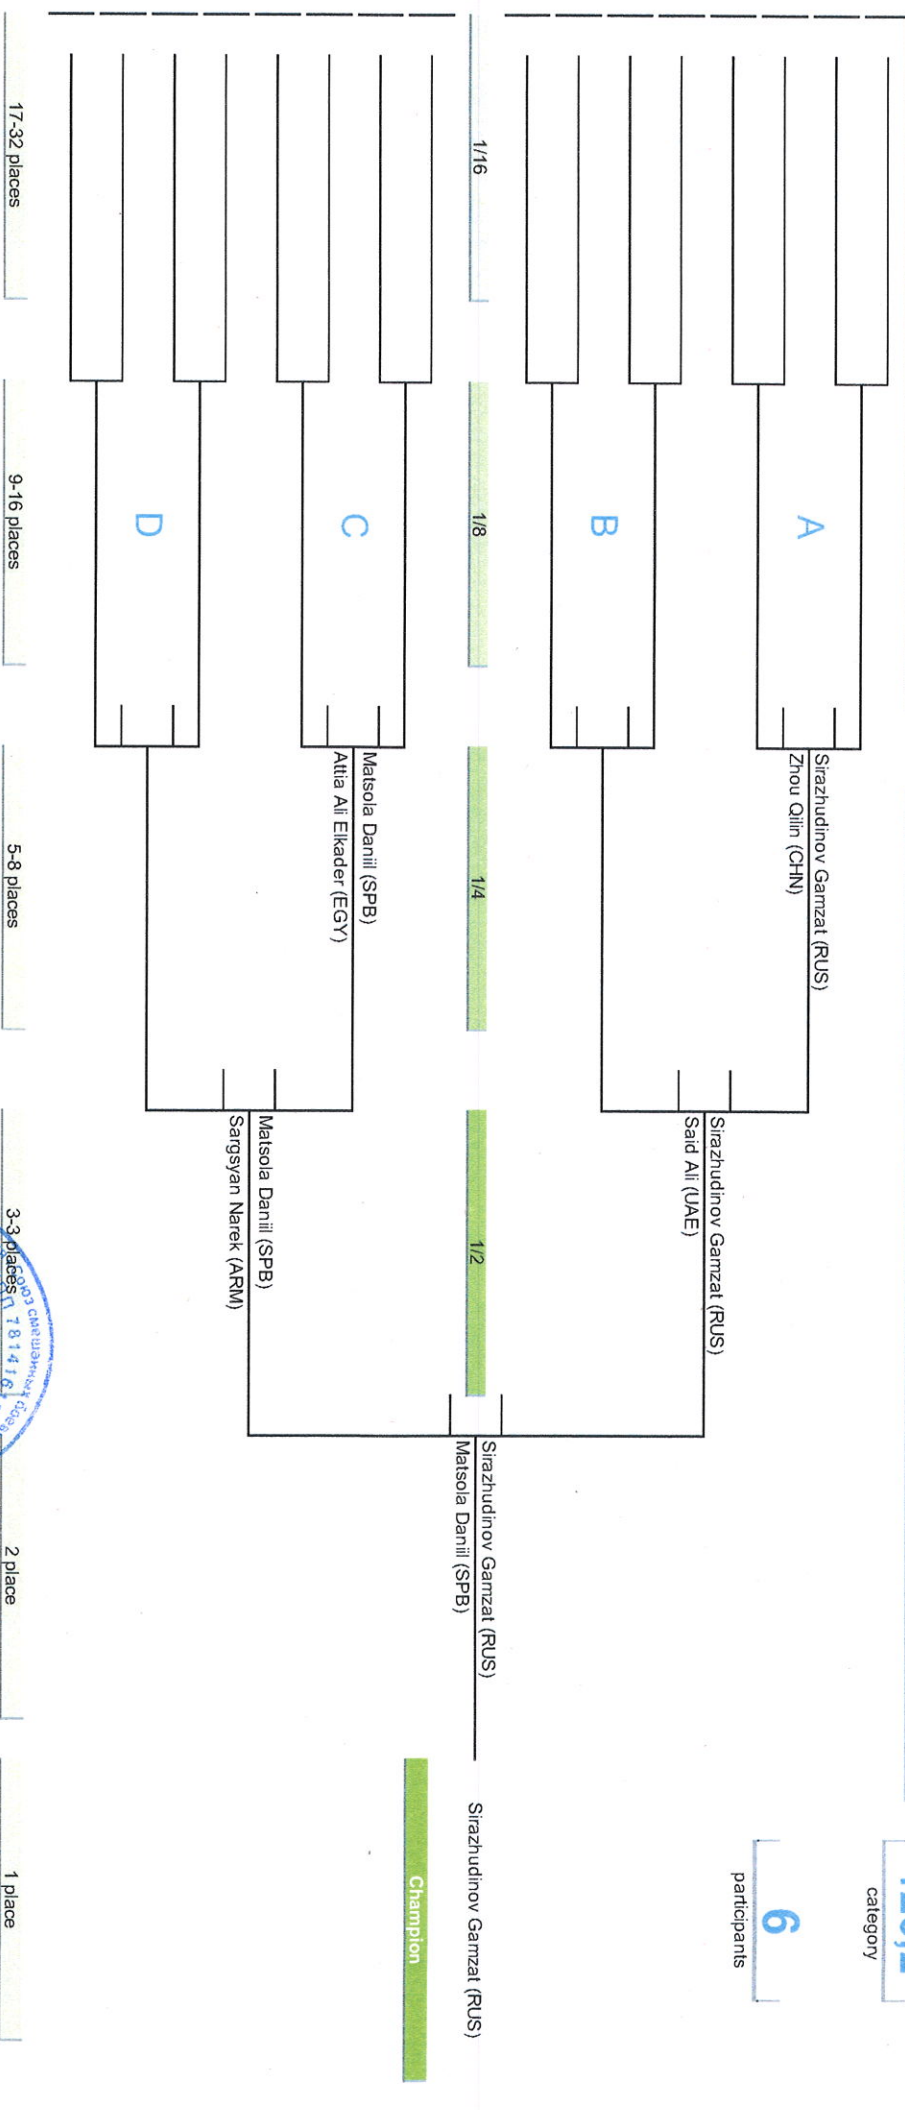 category
6
participants
A
B
C
D
1/16
1/8
1/4
1/2
Sirazhudinov Gamzat (RUS)
Zhou Qilin (CHN)
Matsola Daniil (SPB)
Attia Ali Elkader (EGY)
Sirazhudinov Gamzat (RUS)
Said Ali (UAE)
Matsola Daniil (SPB)
Sargsyan Narek (ARM)
Sirazhudinov Gamzat (RUS)
Matsola Daniil (SPB)
Sirazhudinov Gamzat (RUS)
Champion
17-32 places
9-16 places
5-8 places
3-3 places
2 place
1 place
союз смешанных
781416